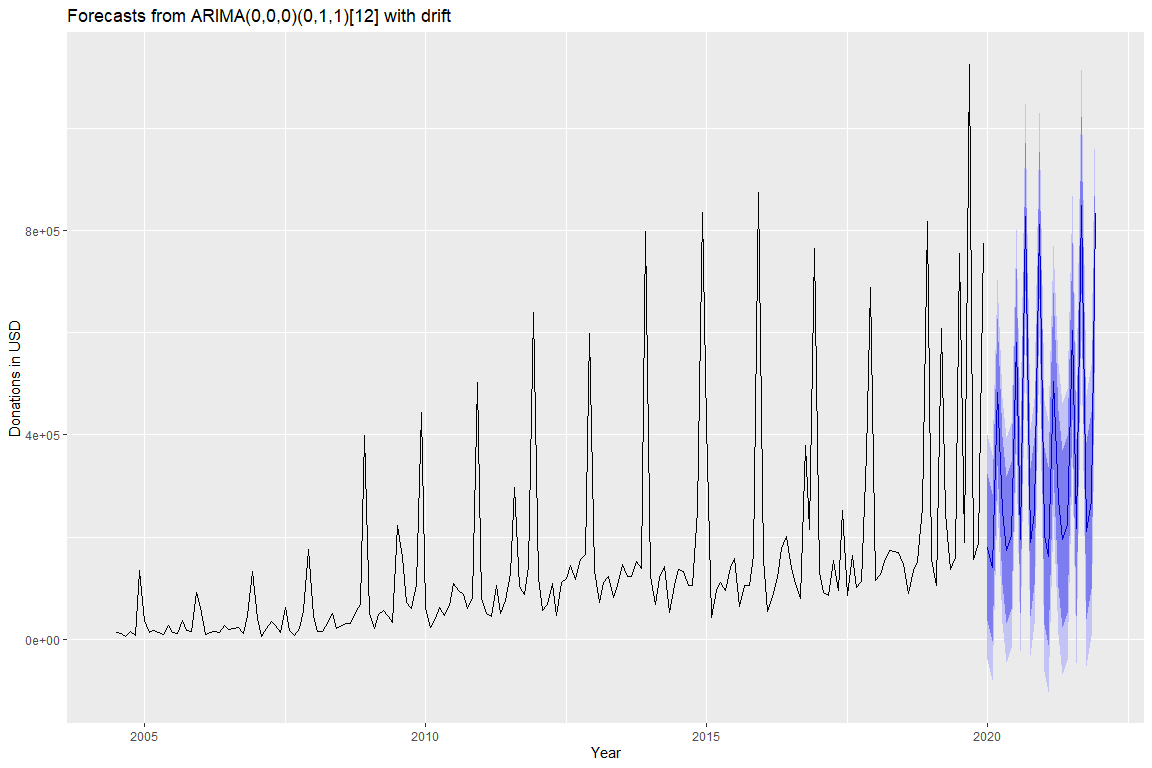 Forecasts from ARIMA(0,0,0)(0,1,1)[12] with drift
Donations in USD
8e+05
4e+05
0e+00
2005
2010
2015
2020
Year